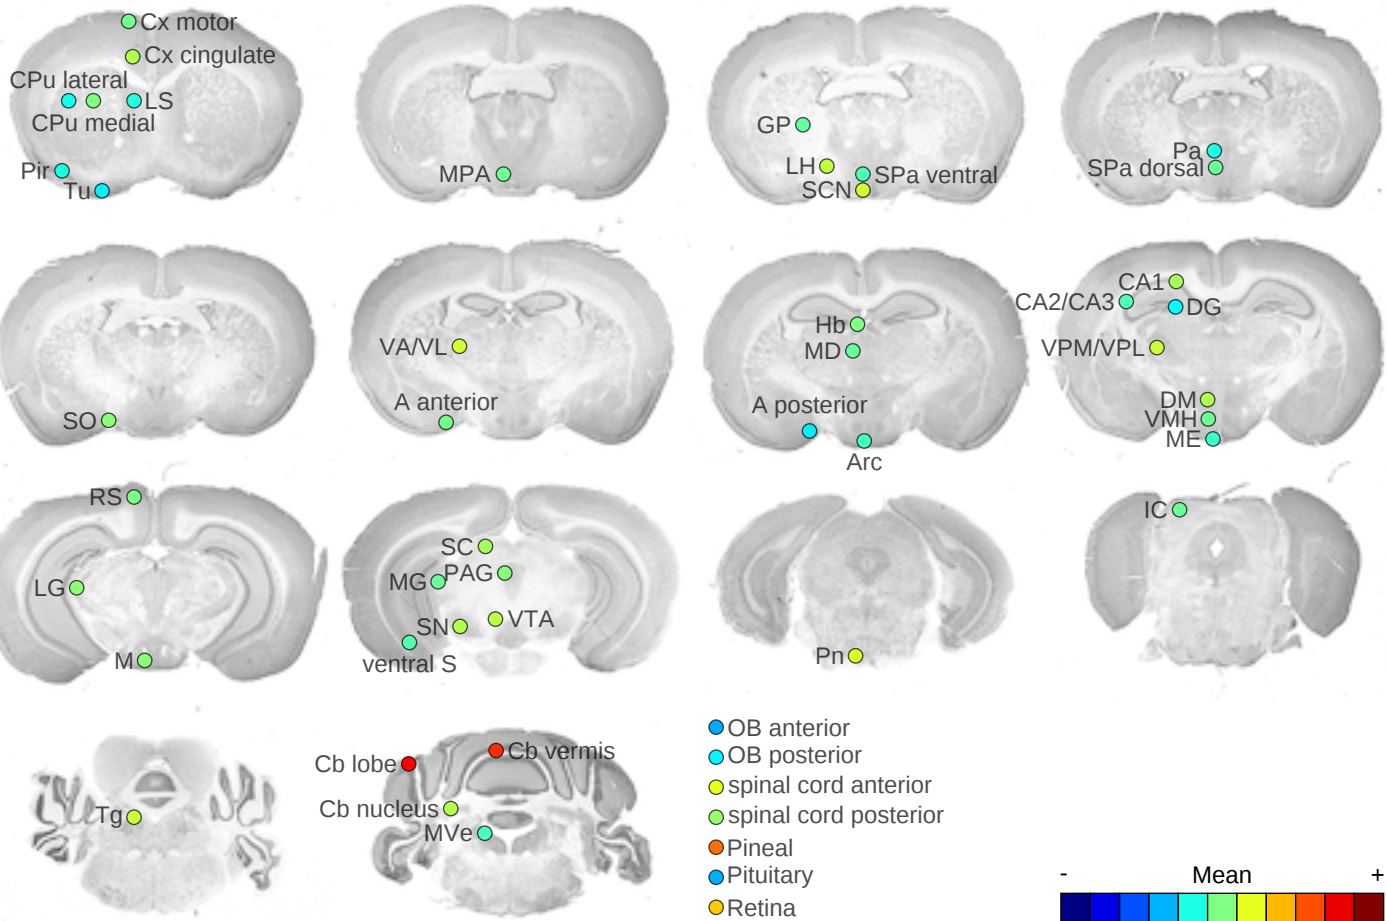 Cx motor
Cx cingulate
CPu lateral
LS
CPu medial
Pir
Tu
MPA
GP
LH
SPa ventral
SCN
Pa
SPa dorsal
SO
VA/VL
A anterior
Hb
MD
A posterior
Arc
CA1
CA2/CA3
DG
VPM/VPL
DM
VMH
ME
RS
LG
M
SC
MG
PAG
SN
VTA
ventral S
Pn
IC
Tg
Cb lobe
Cb vermis
Cb nucleus
MVe
OB anterior
OB posterior
spinal cord anterior
spinal cord posterior
Pineal
Pituitary
Retina
- Mean +